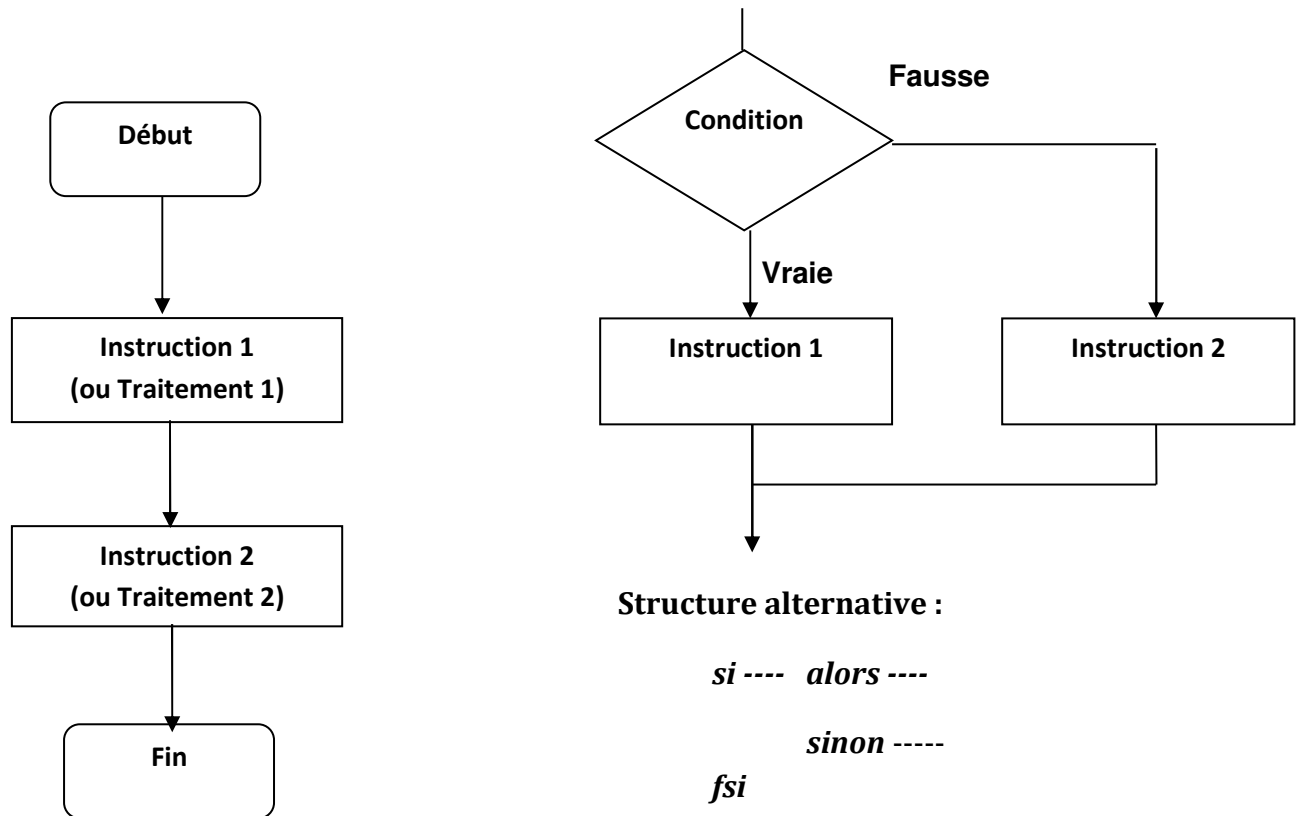 Début
Instruction 1
(ou Traitement 1)
Instruction 2
(ou Traitement 2)
Fin
Condition
Fausse
Vraie
Instruction 1
Instruction 2
Structure alternative :
si ---- alors ----
sinon -----
fsi